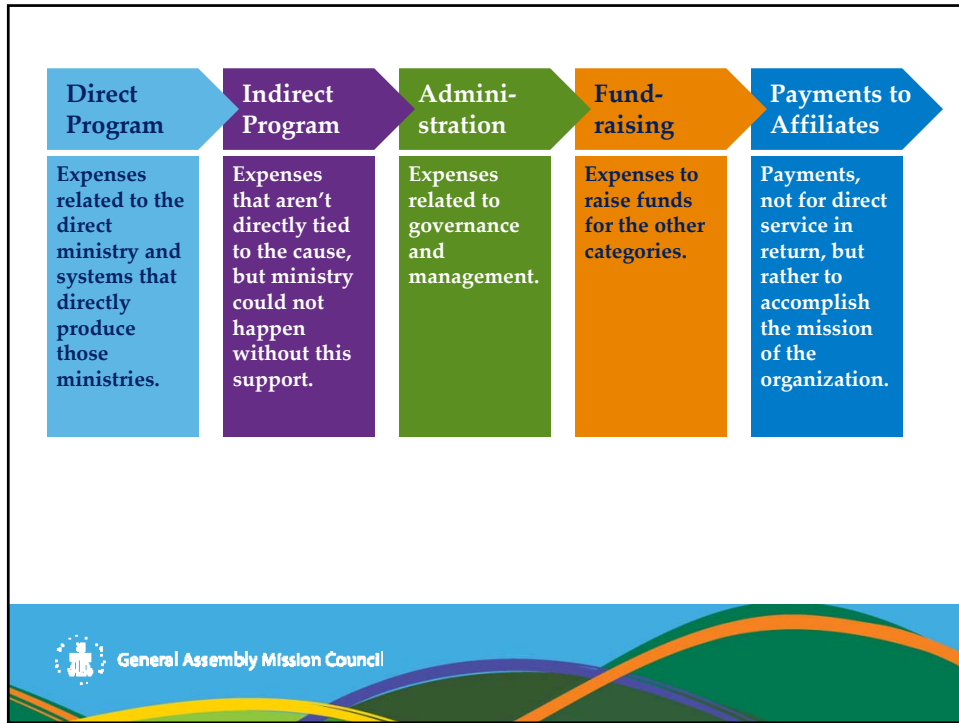 Direct
Program
Indirect
Program
Admini-
stration
Fund-
raising
Payments to
Affiliates
Expenses
related to the
direct
ministry and
systems that
directly
produce
those
ministries.
Expenses
that aren't
directly tied
to the cause,
but ministry
could not
happen
without this
support.
Expenses
related to
governance
and
management.
Expenses to
raise funds
for the other
categories.
Payments,
not for direct
service in
return, but
rather to
accomplish
the mission
of the
organization.
General Assembly Mission Council